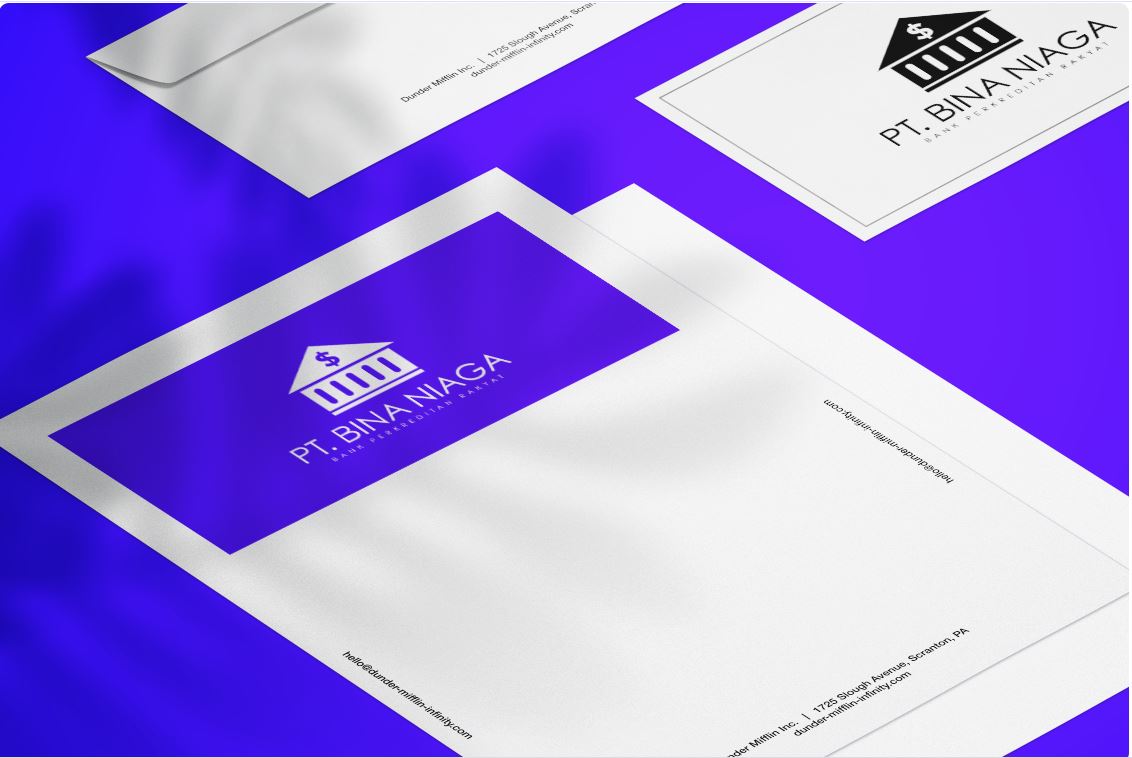 Dunder Mifflin Inc. | 1725 Slough Avenue, Scran
dunder-mifflin-infinity.com
$
PT. BINA NIAGA
BANK PERKREDITAN RAKYAT
$
PT. BINA NIAGA
BANK PERKREDITAN RAKYAT
hello@dunder-mifflin-infinity.com
hello@dunder-mifflin-infinity.com
nder Mifflin Inc. | 1725 Slough Avenue, Scranton, PA
dunder-mifflin-infinity.com